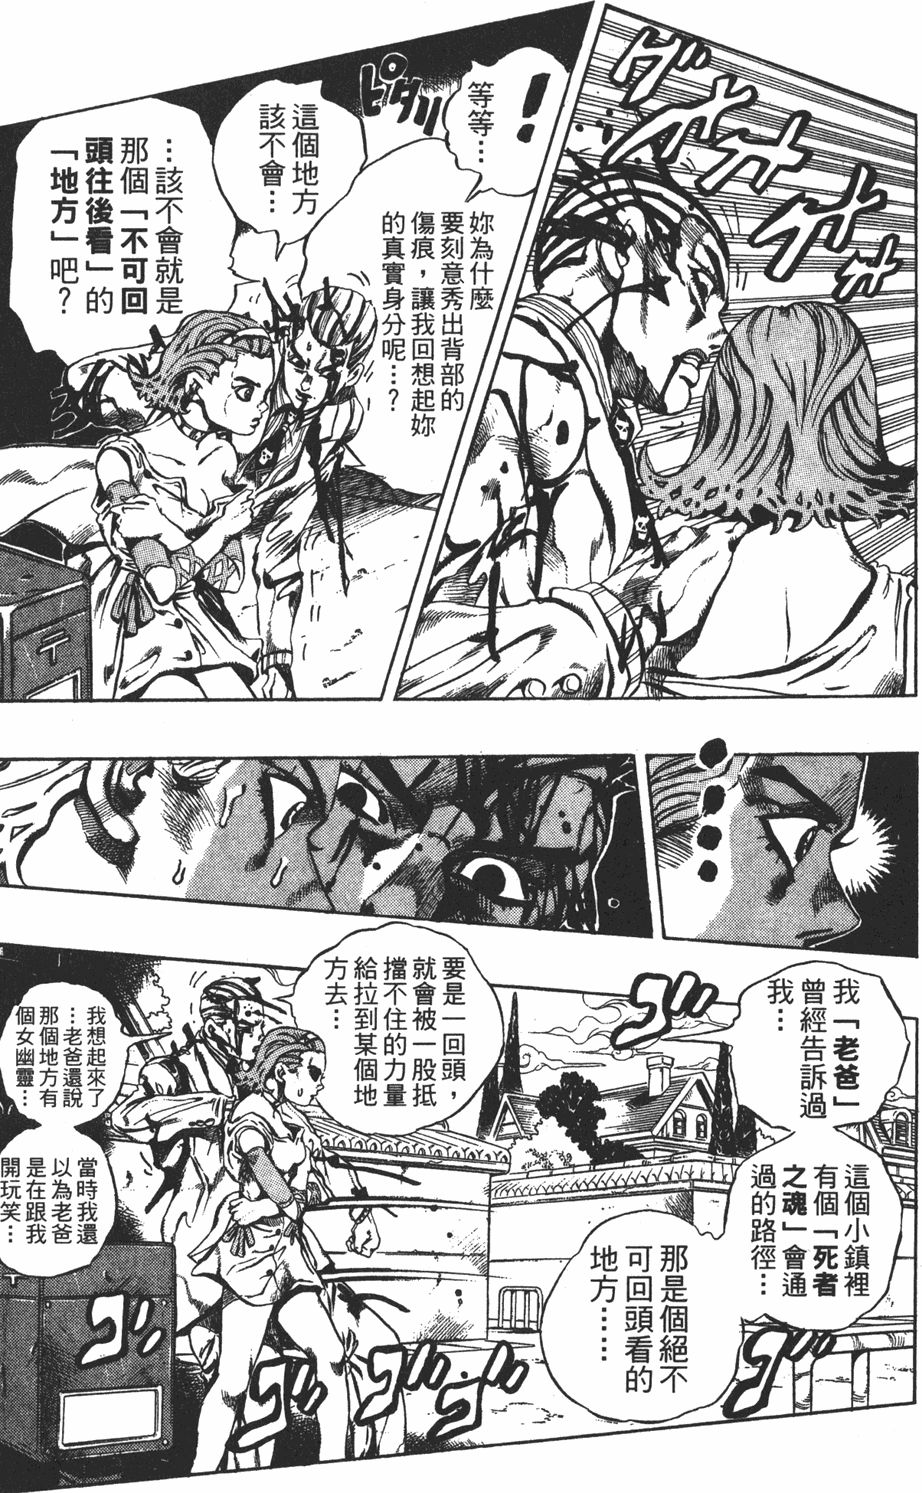 グオオオオオ
！
等等…
妳為什麼
要刻意秀出背部的
傷痕，讓我回想起妳
的真實身分呢…？
ピタリ
這個地方
該不會…
…該不會就是
那個「不可回
頭往後看」的
「地方」吧？
我「老爸」
曾經告訴過
我…
這個小鎮裡
有個「死者
之魂」會通
過的路徑…
ゴ
ゴ
那是個絕不
可回頭看的
地方……
要是一回頭，
就會被一股抵
擋不住的力量
給拉到某個地
方去…
ゴ
ゴ
ゴ
ゴ
我想起來了
…老爸還說
那個地方有
個女幽靈…
當時我還
以為老爸
是在跟我
開玩笑…